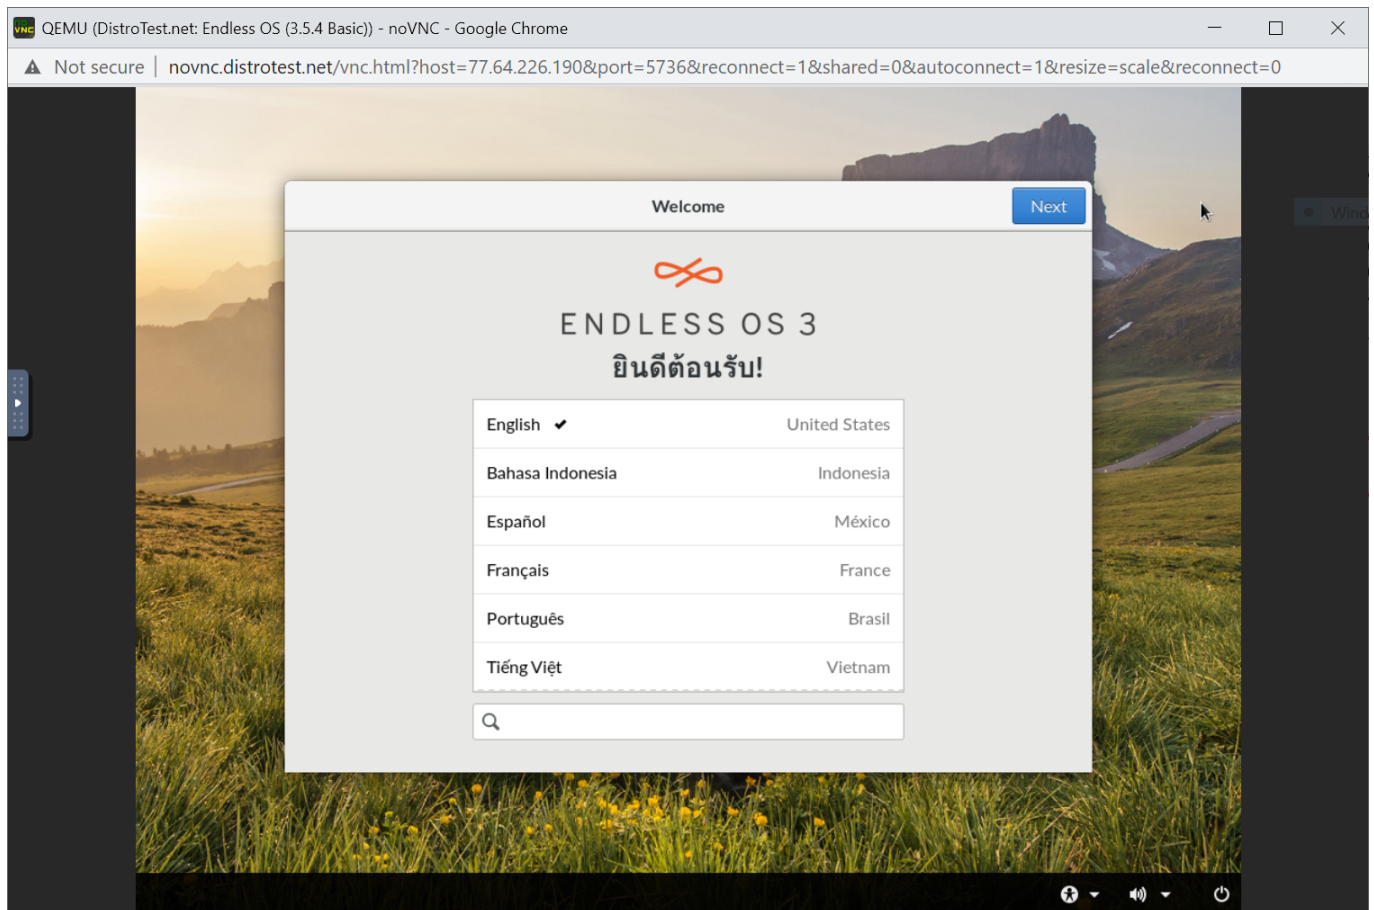 QEMU (DistroTest.net: Endless OS (3.5.4 Basic)) - noVNC - Google Chrome
Not secure | novnc.distrotest.net/vnc.html?host=77.64.226.190&port=5736&reconnect=1&shared=0&autoconnect=1&resize=scale&reconnect=0
Welcome
Next
Wind
ENDLESS OS 3
ยินดีต้อนรับ!
English United States
Bahasa Indonesia Indonesia
Español México
Français France
Português Brasil
Tiếng Việt Vietnam